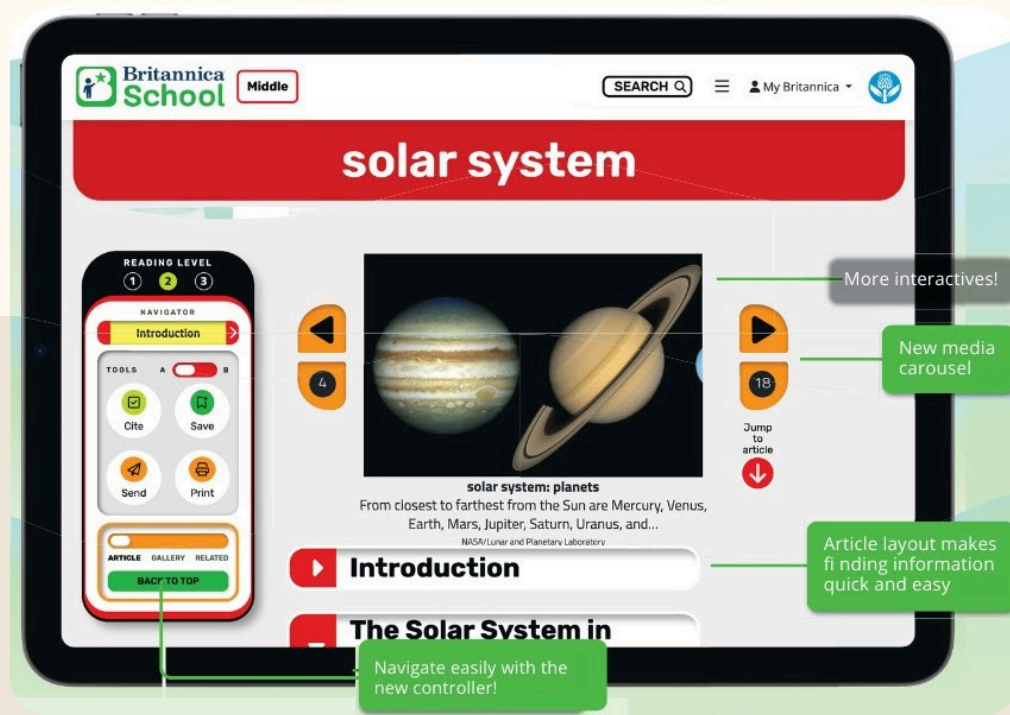 Britannica
School
Middle
SEARCH
My Britannica
solar system
READING LEVEL
1 2 3
NAVIGATOR
Introduction
TOOLS A B
Cite Save
Send Print
ARTICLE GALLERY RELATED
BACK TO TOP
4
18
Jump
to
article
solar system: planets
From closest to farthest from the Sun are Mercury, Venus,
Earth, Mars, Jupiter, Saturn, Uranus, and...
NASA/Lunar and Planetary Laboratory
Introduction
The Solar System in
More interactives!
New media
carousel
Article layout makes
fi nding information
quick and easy
Navigate easily with the
new controller!